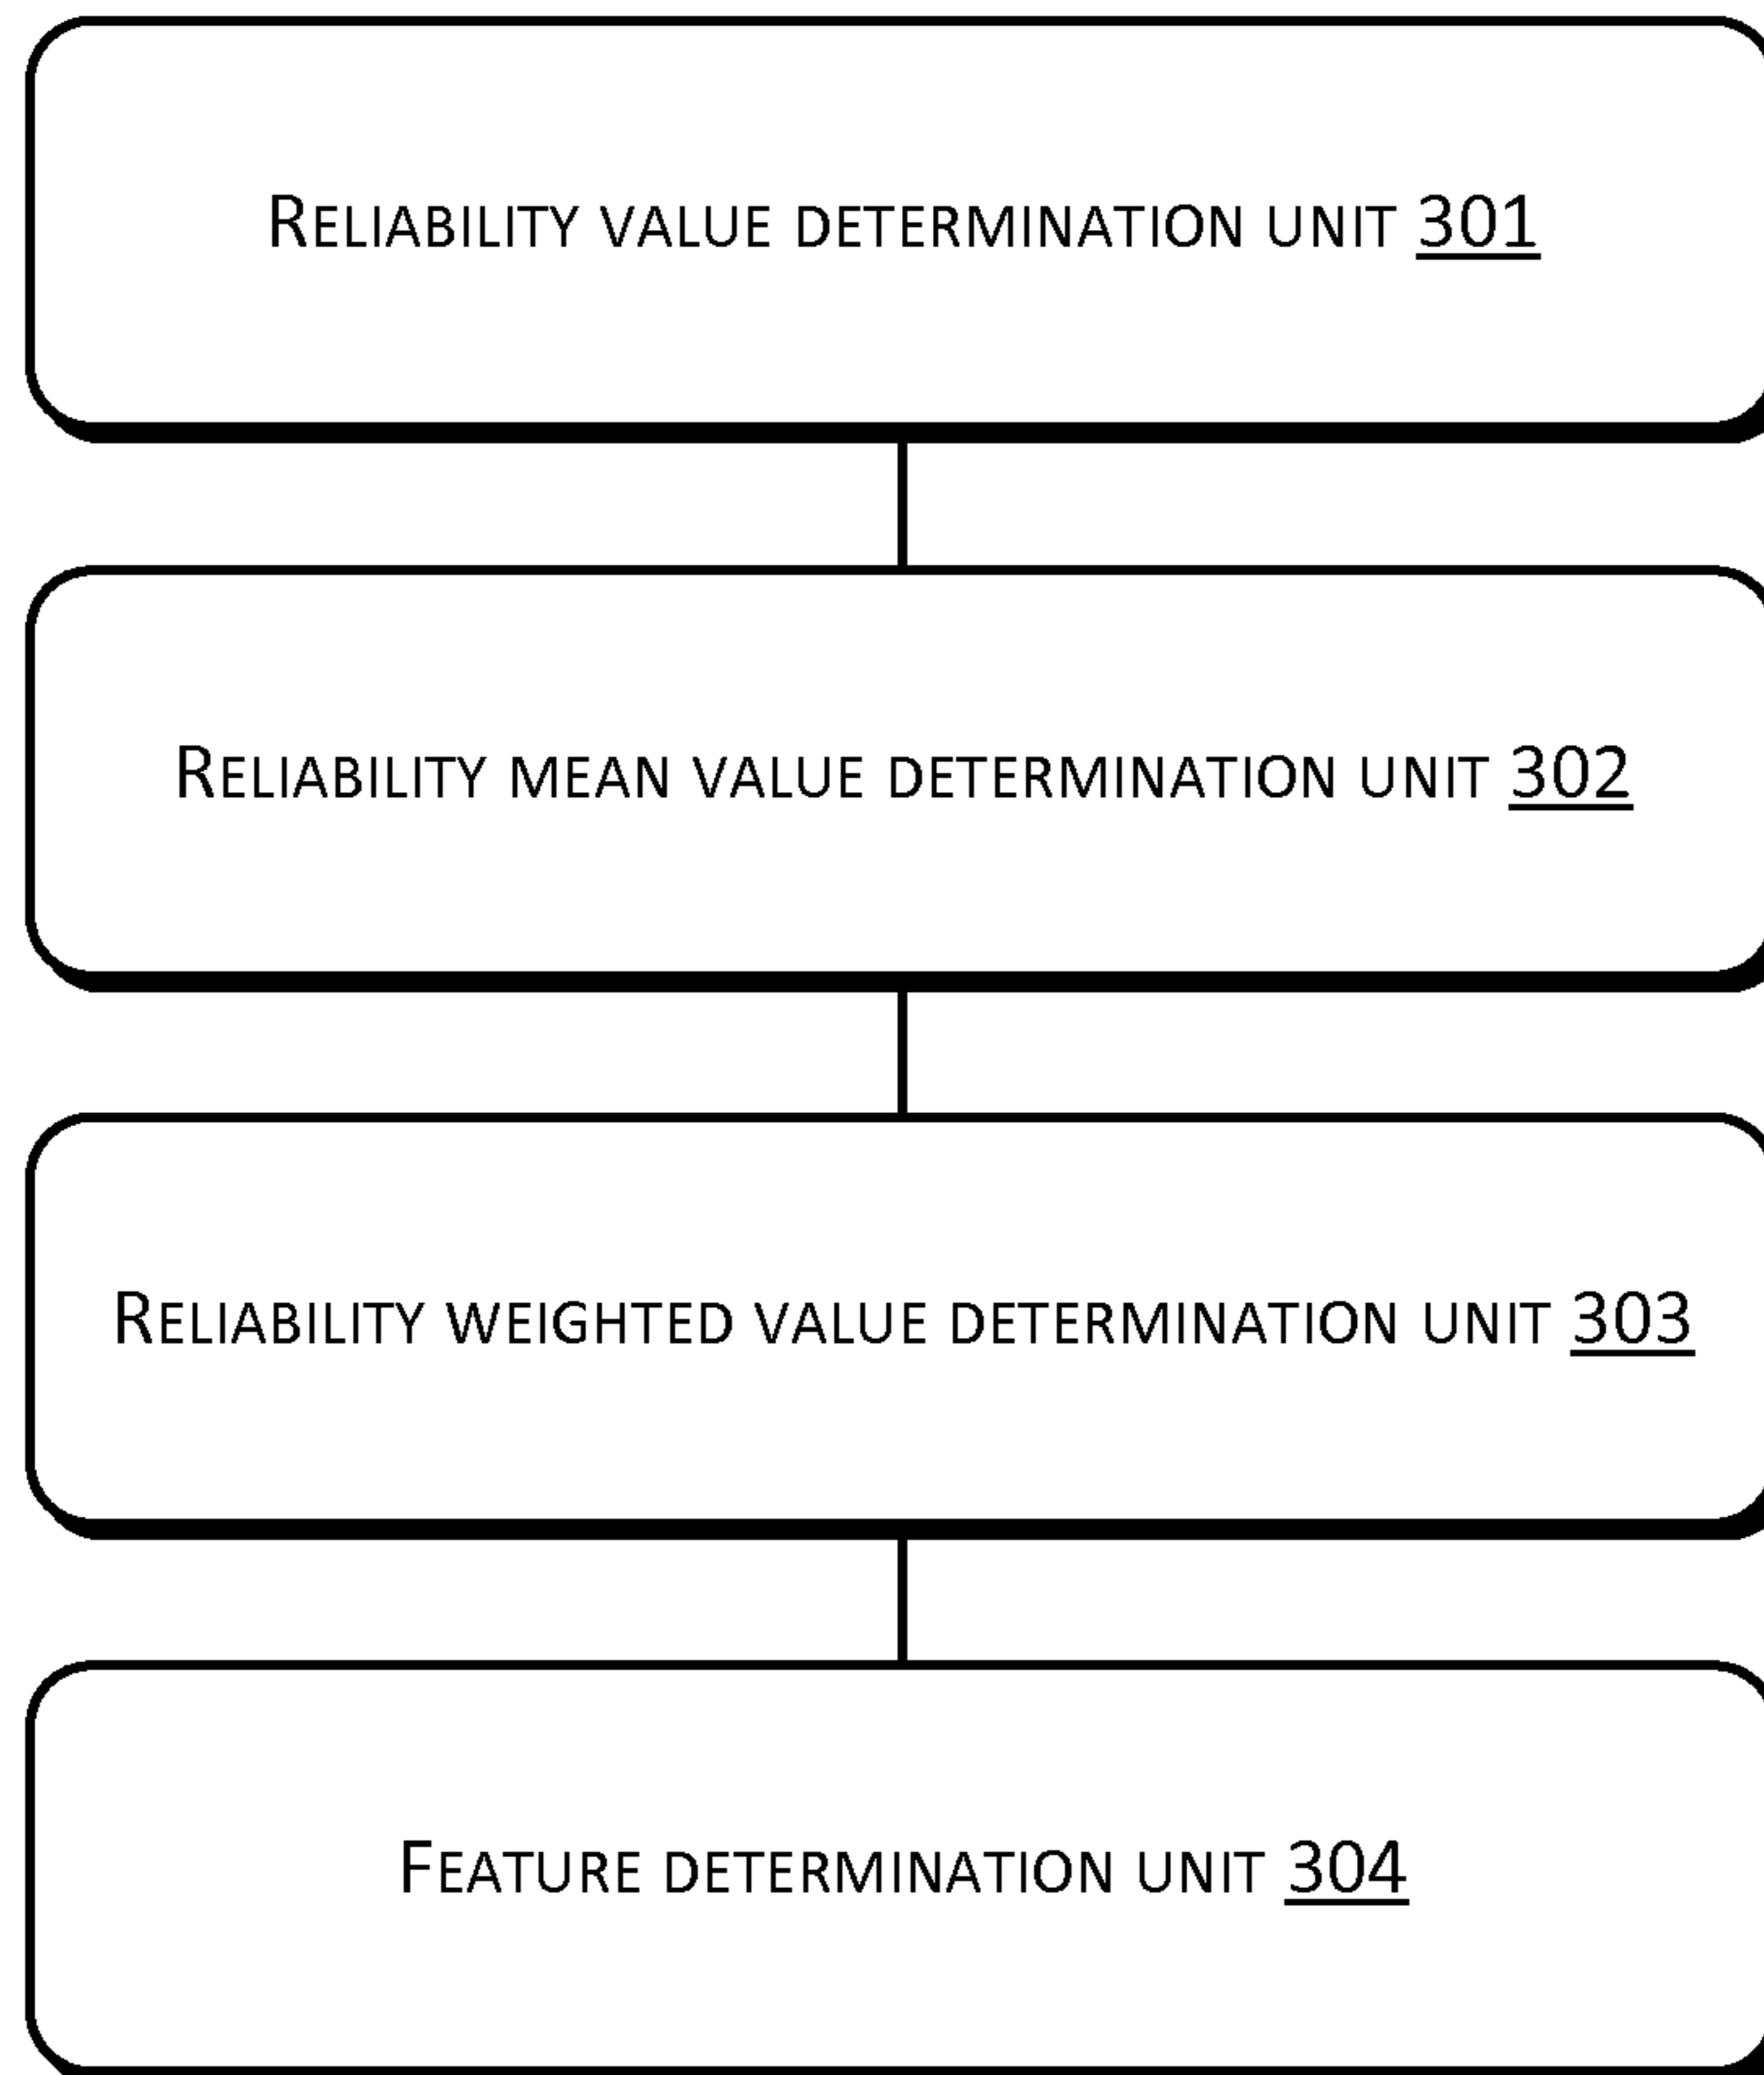 Reliability value determination unit 301
Reliability mean value determination unit 302
Reliability weighted value determination unit 303
Feature determination unit 304